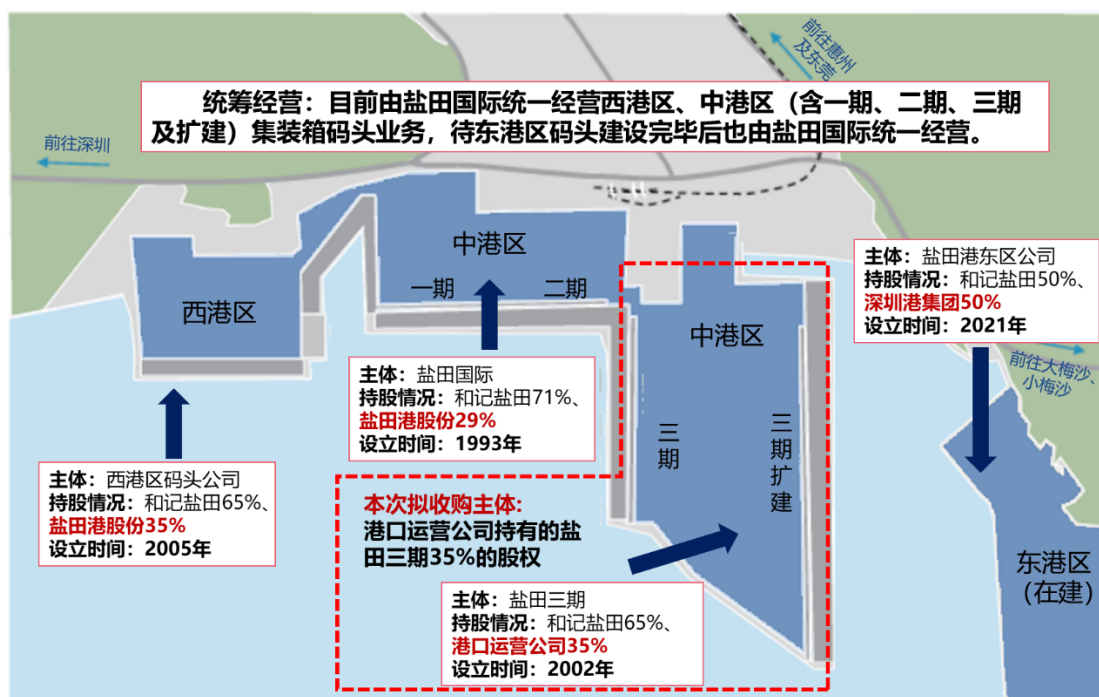 前往惠州
及东莞
统筹经营：目前由盐田国际统一经营西港区、中港区（含一期、二期、三期
及扩建）集装箱码头业务，待东港区码头建设完毕后也由盐田国际统一经营。
前往深圳
中港区
一期
二期
西港区
主体：盐田港东区公司
持股情况：和记盐田50%、
深圳港集团50%
设立时间：2021年
中港区
前往大梅沙、
小梅沙
主体：盐田国际
持股情况：和记盐田71%、
盐田港股份29%
设立时间：1993年
三期
三期扩建
主体：西港区码头公司
持股情况：和记盐田65%、
盐田港股份35%
设立时间：2005年
本次拟收购主体：
港口运营公司持有的盐
田三期35%的股权
东港区
（在建）
主体：盐田三期
持股情况：和记盐田65%、
港口运营公司35%
设立时间：2002年